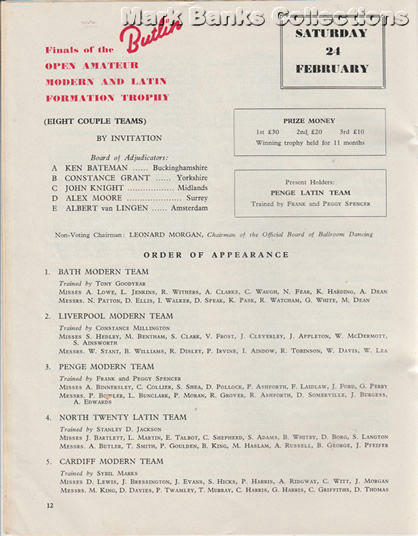 Mark Banks Collections
Finals of the Butlin
OPEN AMATEUR
MODERN AND LATIN
FORMATION TROPHY
SATURDAY
24
FEBRUARY
(EIGHT COUPLE TEAMS)
BY INVITATION
Board of Adjudicators:
A KEN BATEMAN ...... Buckinghamshire
B CONSTANCE GRANT ...... Yorkshire
C JOHN KNIGHT .................. Midlands
D ALEX MOORE ..................... Surrey
E ALBERT van LINGEN ...... Amsterdam
PRIZE MONEY
1st £30 2nd £20 3rd £10
Winning trophy held for 11 months
Present Holders:
PENGE LATIN TEAM
Trained by FRANK and PEGGY SPENCER
Non-Voting Chairman: LEONARD MORGAN, Chairman of the Official Board of Ballroom Dancing
ORDER OF APPEARANCE
1. BATH MODERN TEAM
Trained by TONY GOODYEAR
MISSES A. LOWE, L. JENKINS, R. WITHERS, A. CLARKE, C. WAUGH, N. FEAR, K. HARDING, A. DEAN
MESSRS. N. PATTON, D. ELLIS, I. WALKER, D. SPEAK, K. PASK, R. WATCHAM, G. WHITE, M. DEAN
2. LIVERPOOL MODERN TEAM
Trained by CONSTANCE MILLINGTON
MISSES S. HEDLEY, M. BENTHAM, S. CLARK, V. FROST, J. CLEVERLEY, J. APPLETON, W. McDERMOTT,
S. AINSWORTH
MESSRS. W. STANT, B. WILLIAMS, R. DISLEY, P. IRVINE, I. AINDOW, R. TOBINSON, W. DAVIS, W. LEA
3. PENGE MODERN TEAM
Trained by FRANK and PEGGY SPENCER
MISSES A. BINNERSLEY, C. COLLIER, S. SHEA, D. POLLOCK, P. ASHFORTH, F. LAIDLAW, J. FORD, G. PERRY
MESSRS. P. L. BUNCLARK, P. MORAN, R. GROVER, R. ASHFORTH, D. SOMERVILLE, J. BURGESS,
A. EDWARDS
4. NORTH TWENTY LATIN TEAM
Trained by STANLEY D. JACKSON
MISSES J. BARTLETT, L. MARTIN, E. TALBOT, C. SHEPHERD, S. ADAMS, B. WHITBY, D. BORG, S. LANGTON
MESSRS. A. BUTLER, T. SMITH, P. GOULDEN, B. KING, M. HASLAM, A. RUSSELL, B. GEORGE, J. PFEIFER
5. CARDIFF MODERN TEAM
Trained by SYBIL MARKS
MISSES D. LEWIS, J. BRESSINGTON, J. EVANS, S. HICKS, P. HARRIS, A. RIDGWAY, C. WITT, J. MORGAN
MESSRS. M. KING, D. DAVIES, P. TWAMLEY, T. MURRAY, C. HARRIS, G. HARRIS, C. GRIFFITHS, D. THOMAS
12